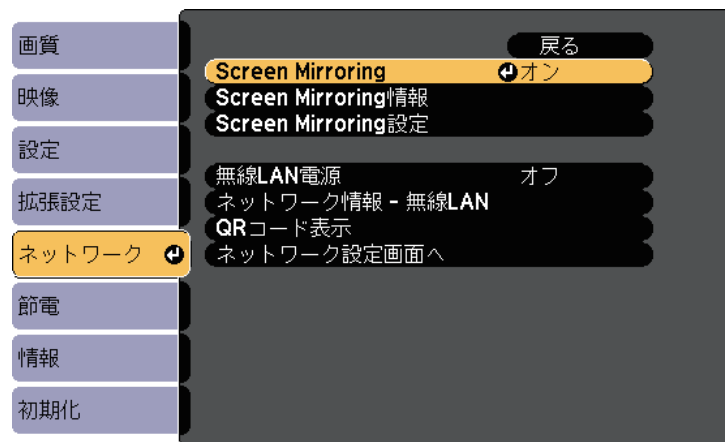 画質
映像
設定
拡張設定
ネットワーク
節電
情報
初期化
戻る
Screen Mirroring オン
Screen Mirroring情報
Screen Mirroring設定
無線LAN電源 オフ
ネットワーク情報 - 無線LAN
QRコード表示
ネットワーク設定画面へ